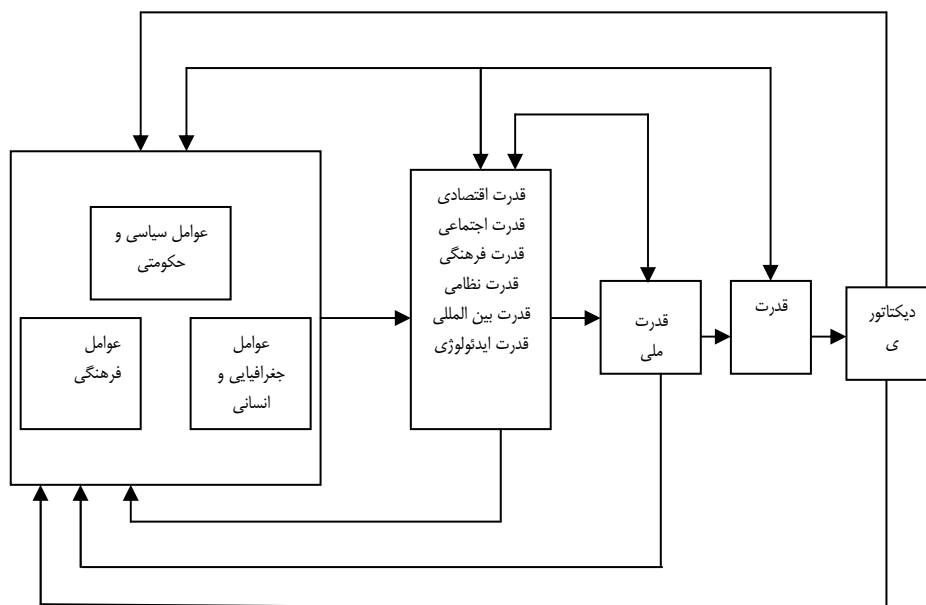 عوامل سیاسی و
حکومتی
عوامل
جغرافیایی و
انسانی
عوامل
فرهنگی
قدرت اقتصادی
قدرت اجتماعی
قدرت فرهنگی
قدرت نظامی
قدرت بین المللی
قدرت ایدئولوژی
قدرت
ملی
قدرت
دیکتاتور
ی